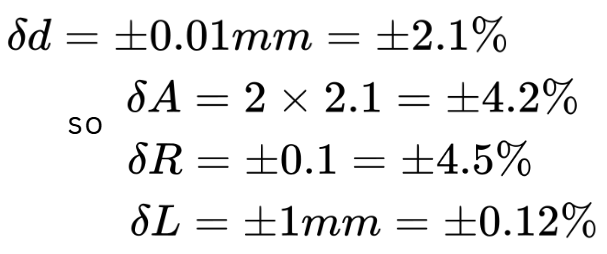 δd = ±0.01mm = ±2.1%
so δA = 2 × 2.1 = ±4.2%
δR = ±0.1 = ±4.5%
δL = ±1mm = ±0.12%